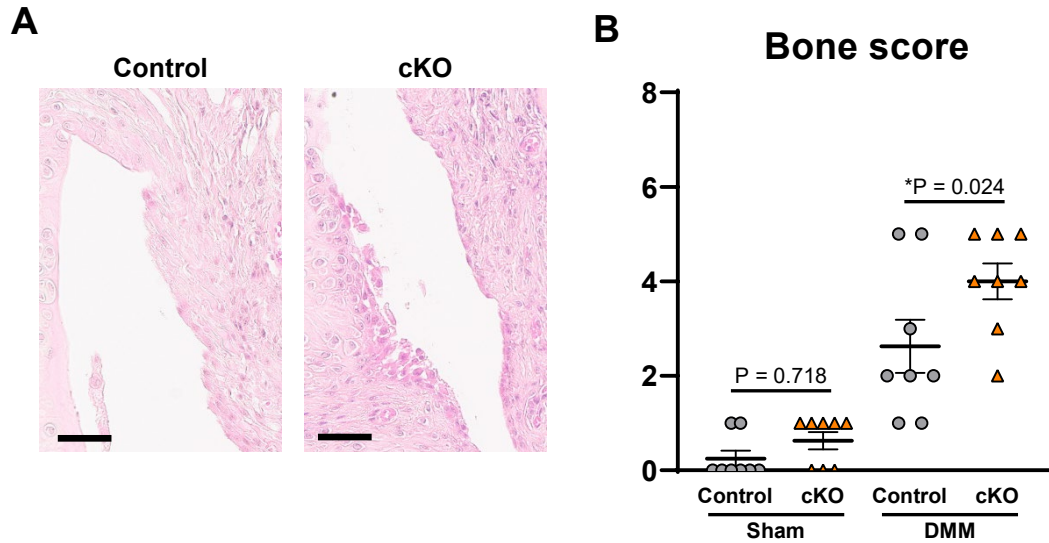 A
Control
cKO
B
Bone score
8
6
4
2
0
*P = 0.024
P = 0.718
Control cKO Control cKO
Sham DMM